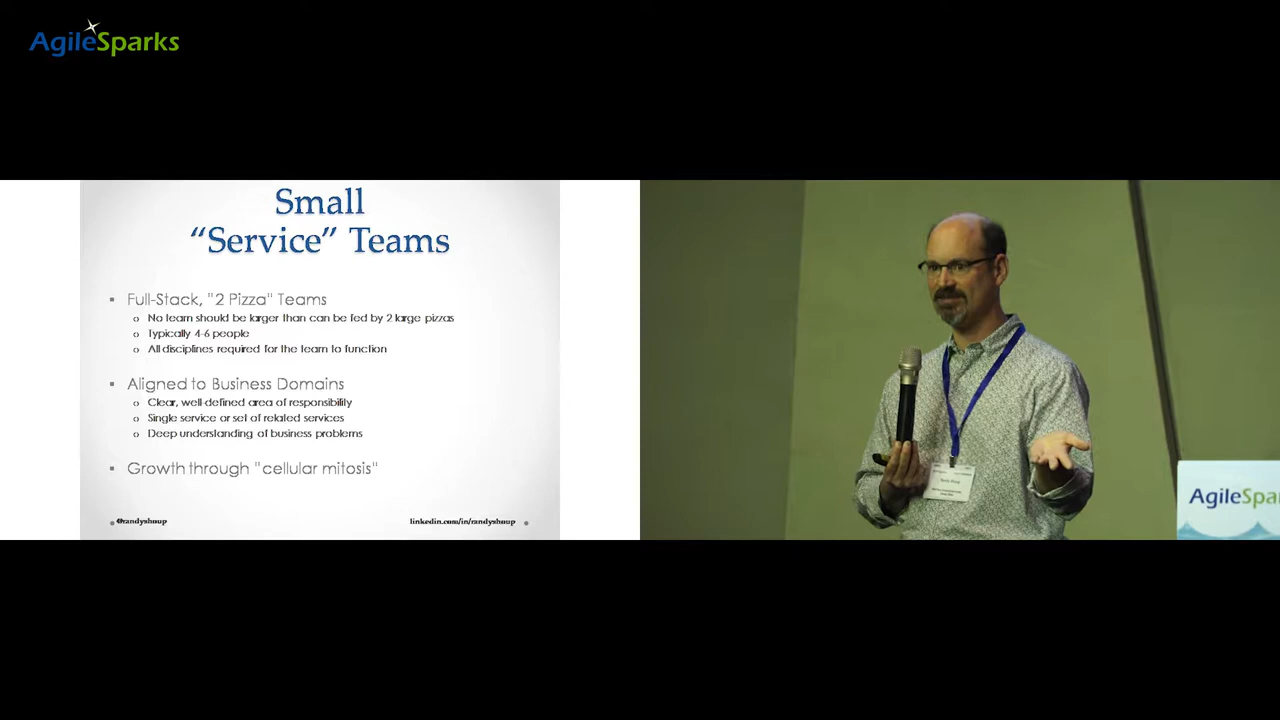 AgileSparks
Small
“Service” Teams
Full-Stack, "2 Pizza" Teams
No team should be larger than can be fed by 2 large pizzas
Typically 4-6 people
All disciplines required for the team to function
Aligned to Business Domains
Clear, well-defined area of responsibility
Single service or set of related services
Deep understanding of business problems
Growth through "cellular mitosis"
@randyshoup
linkedin.com/in/randyshoup
AgileSpark